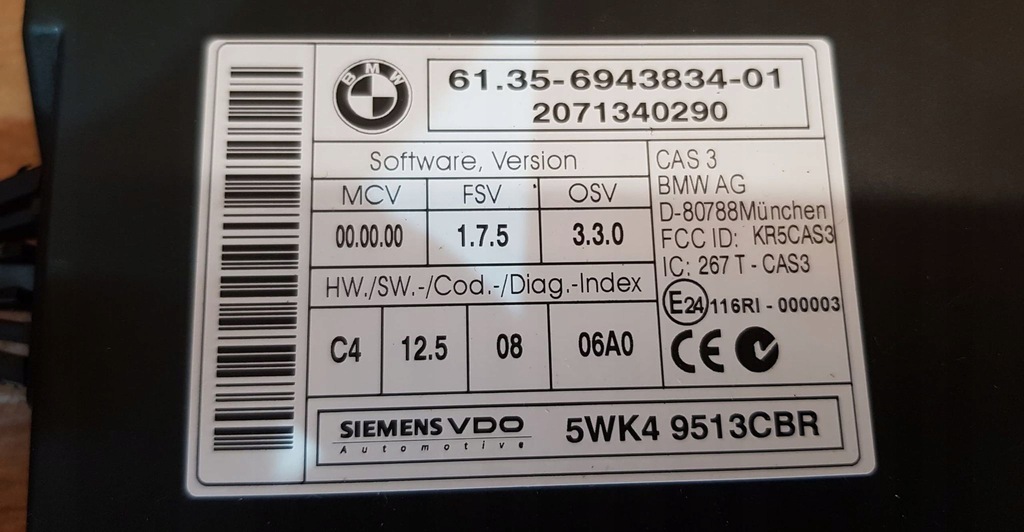 BMW
61.35-6943834-01
2071340290
Software, Version
MCV FSV OSV
00.00.00 1.7.5 3.3.0
HW./SW.-/Cod.-/Diag.-Index
C4 12.5 08 06A0
CAS 3
BMW AG
D-80788München
FCC ID: KR5CAS3
IC: 267 T - CAS3
E24 116RI - 000003
CE
SIEMENS VDO
Automotive
5WK4 9513CBR